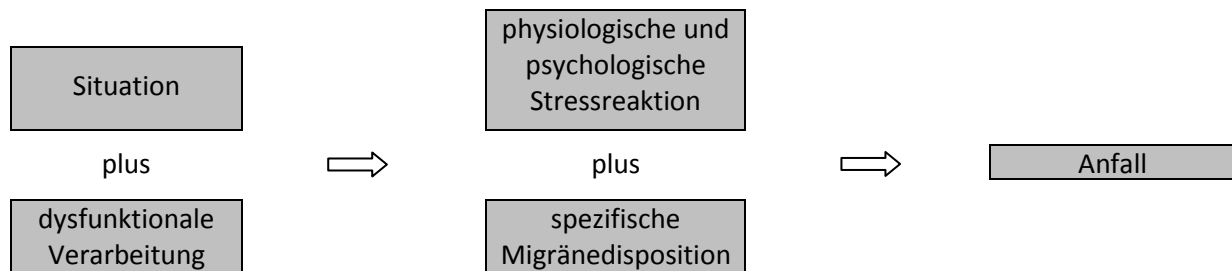 Situation
plus
dysfunktionale
Verarbeitung
physiologische und
psychologische
Stressreaktion
plus
spezifische
Migränedisposition
Anfall